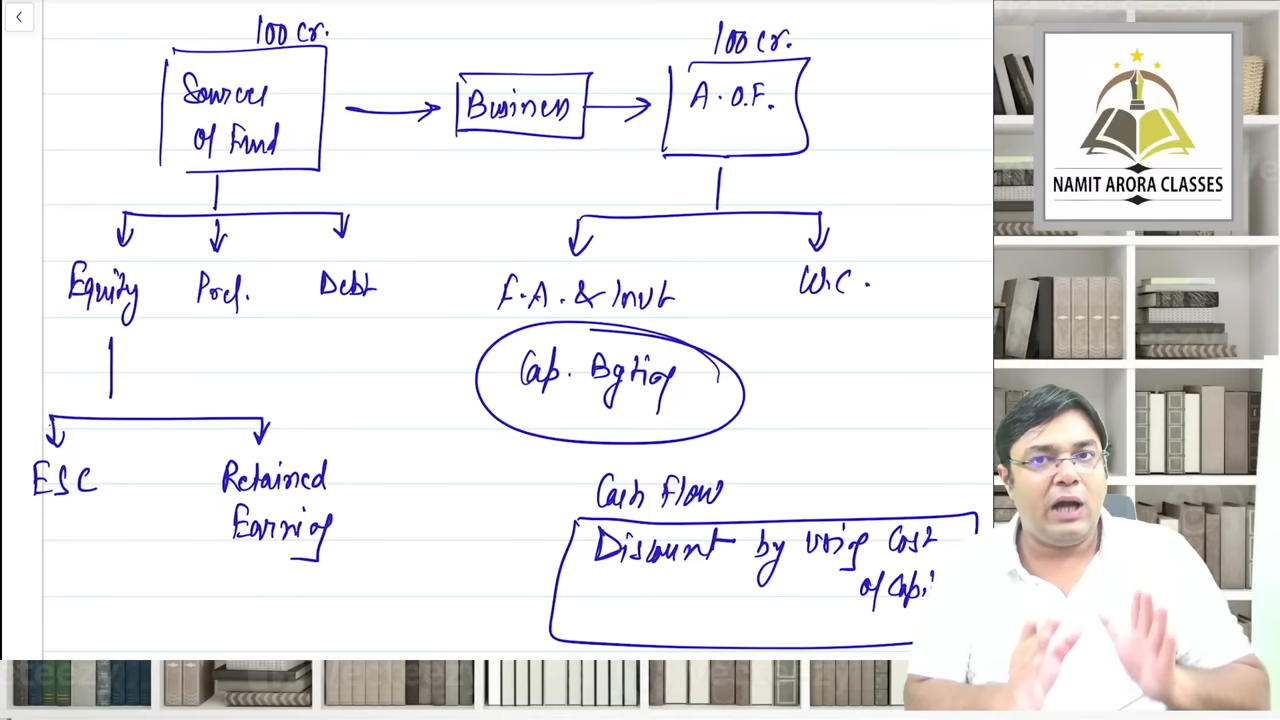 100 cr.
Sources
of Fund
Business
100 cr.
A.O.F.
Equity
Pref.
Debt
F.A. & Invt
W.C.
Cap. Bgting
ESC
Retained
Earning
Cash Flow
Discount by using Cost
of Capi
NAMIT ARORA CLASSES